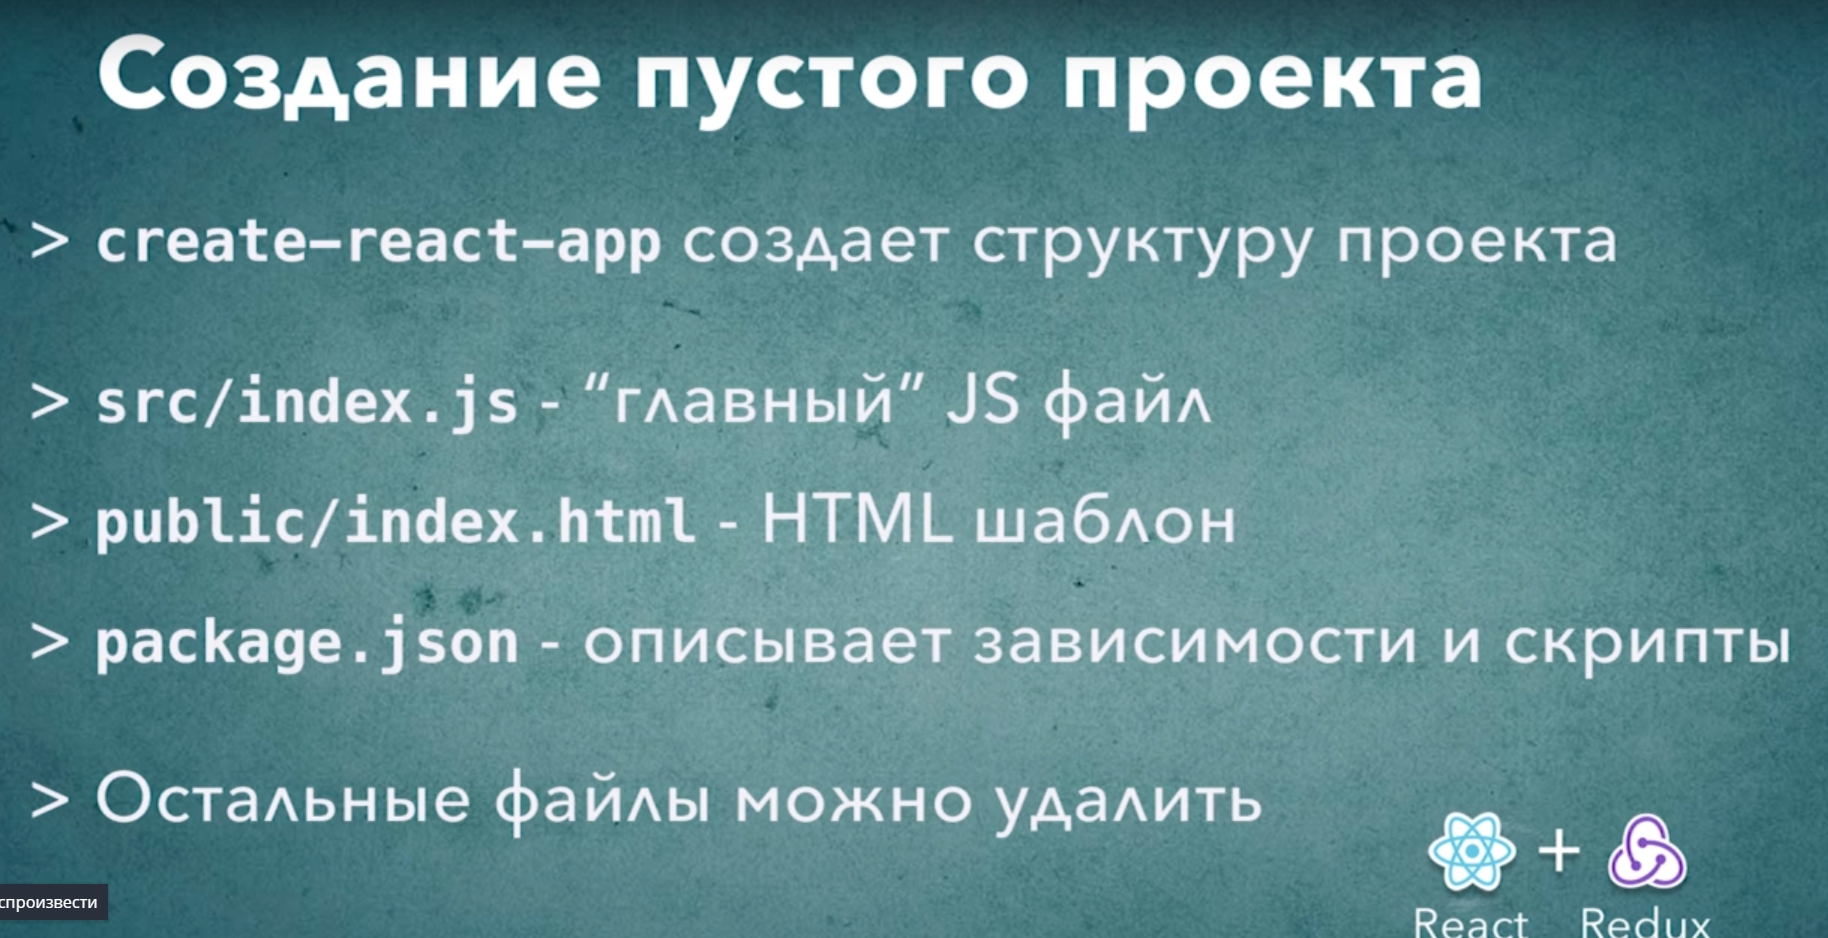 Создание пустого проекта
> create-react-app создает структуру проекта
> src/index.js - “главный” JS файл
> public/index.html - HTML шаблон
> package.json - описывает зависимости и скрипты
> Остальные файлы можно удалить
+
React Redux
спроизвести